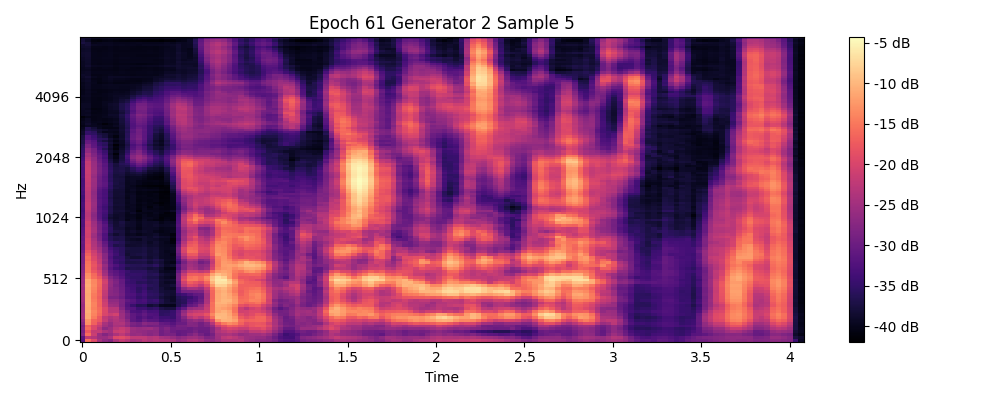 Epoch 61 Generator 2 Sample 5
Hz
4096
2048
1024
512
0
0 0.5 1 1.5 2 2.5 3 3.5 4
Time
-5 dB
-10 dB
-15 dB
-20 dB
-25 dB
-30 dB
-35 dB
-40 dB